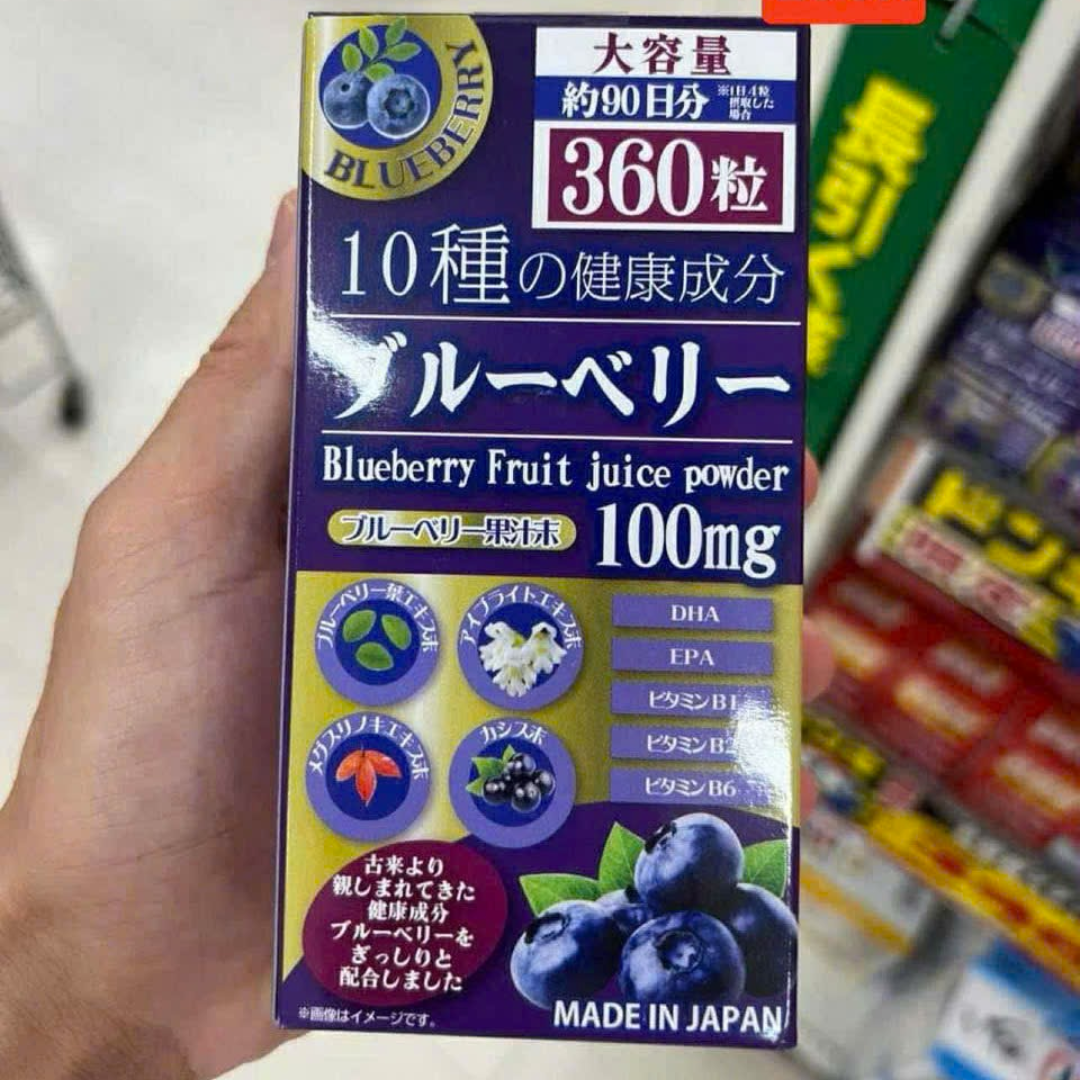 BLUEBERRY
大容量
約90日分 ※1日4粒摂取した場合
360粒
10種の健康成分
ブルーベリー
Blueberry Fruit juice powder
ブルーベリー果汁末 100mg
ブルーベリー葉エキス末
アイブライトエキス末
DHA
EPA
ビタミンB1
ビタミンB2
ビタミンB6
メグスリノキエキス末
カシス末
古来より
親しまれてきた
健康成分
ブルーベリーを
ぎっしりと
配合しました
※画像はイメージです。
MADE IN JAPAN
長引く